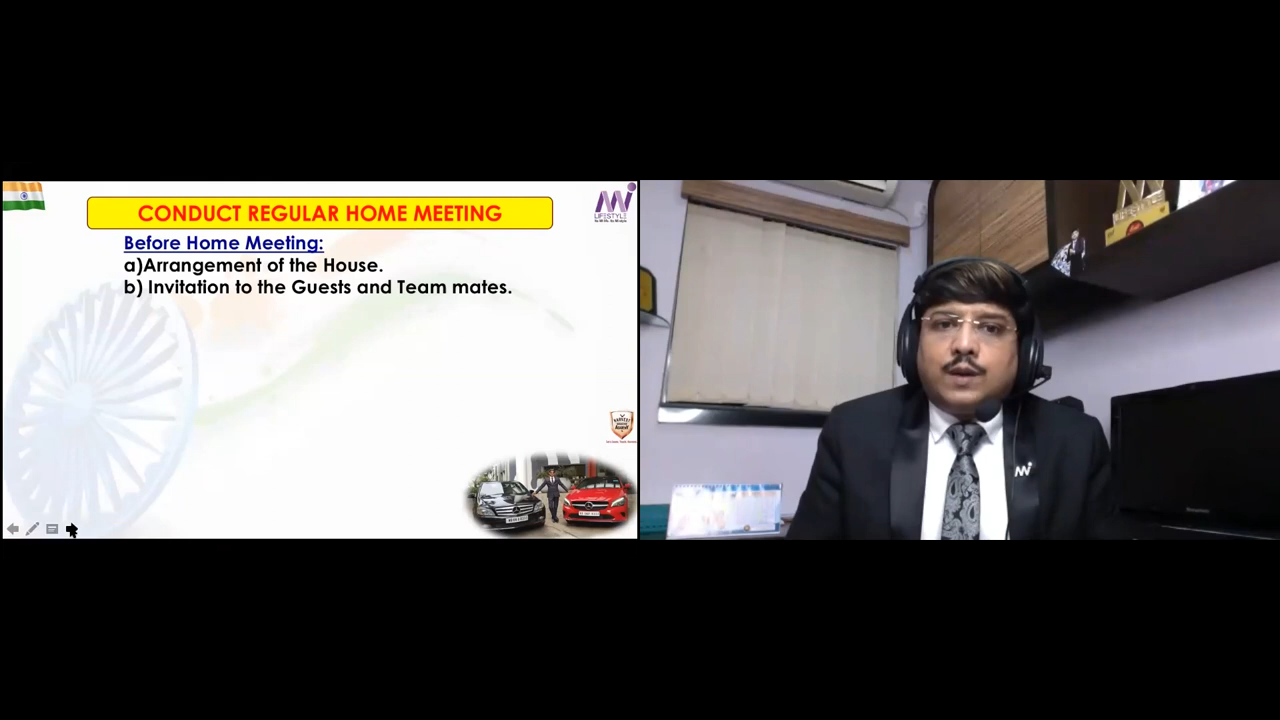 CONDUCT REGULAR HOME MEETING
LIFESTYLE
Before Home Meeting:
a)Arrangement of the House.
b) Invitation to the Guests and Team mates.